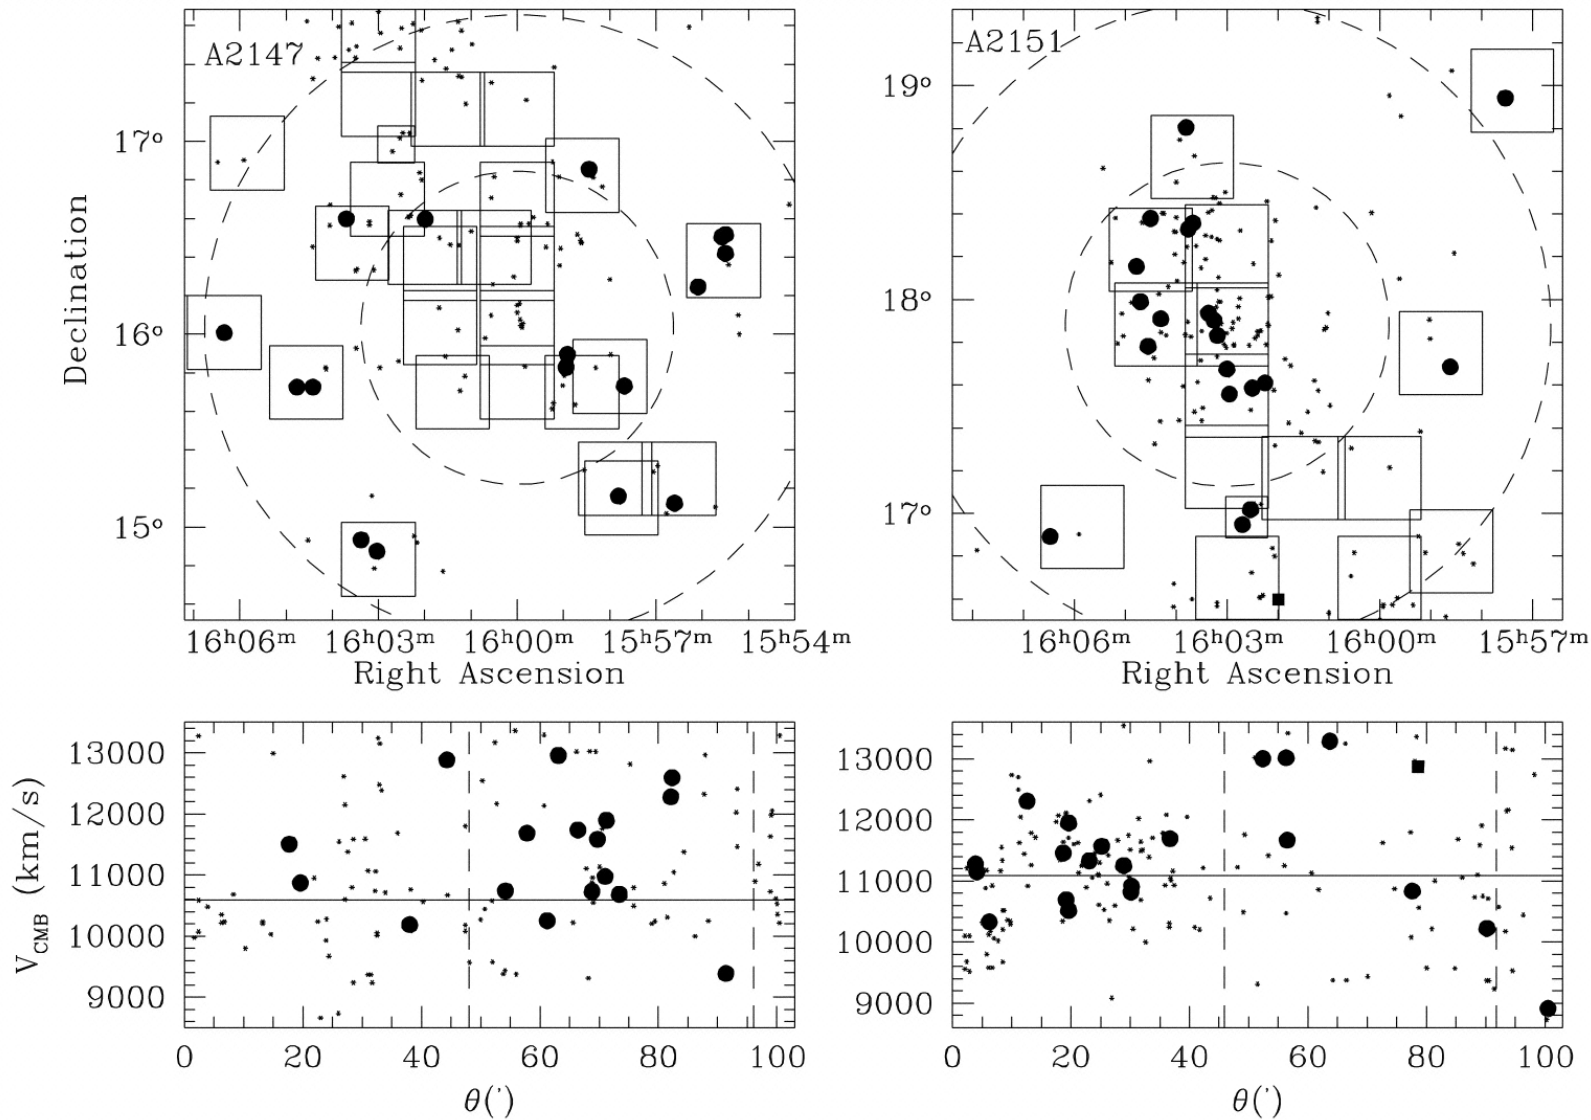 A2147
A2151
19°
17°
18°
16°
17°
15°
Declination
16ʰ06ᵐ 16ʰ03ᵐ 16ʰ00ᵐ 15ʰ57ᵐ 15ʰ54ᵐ
16ʰ06ᵐ 16ʰ03ᵐ 16ʰ00ᵐ 15ʰ57ᵐ
Right Ascension
Right Ascension
13000
12000
11000
10000
9000
13000
12000
11000
10000
9000
V_CMB (km/s)
0 20 40 60 80 100
0 20 40 60 80 100
θ(')
θ(')